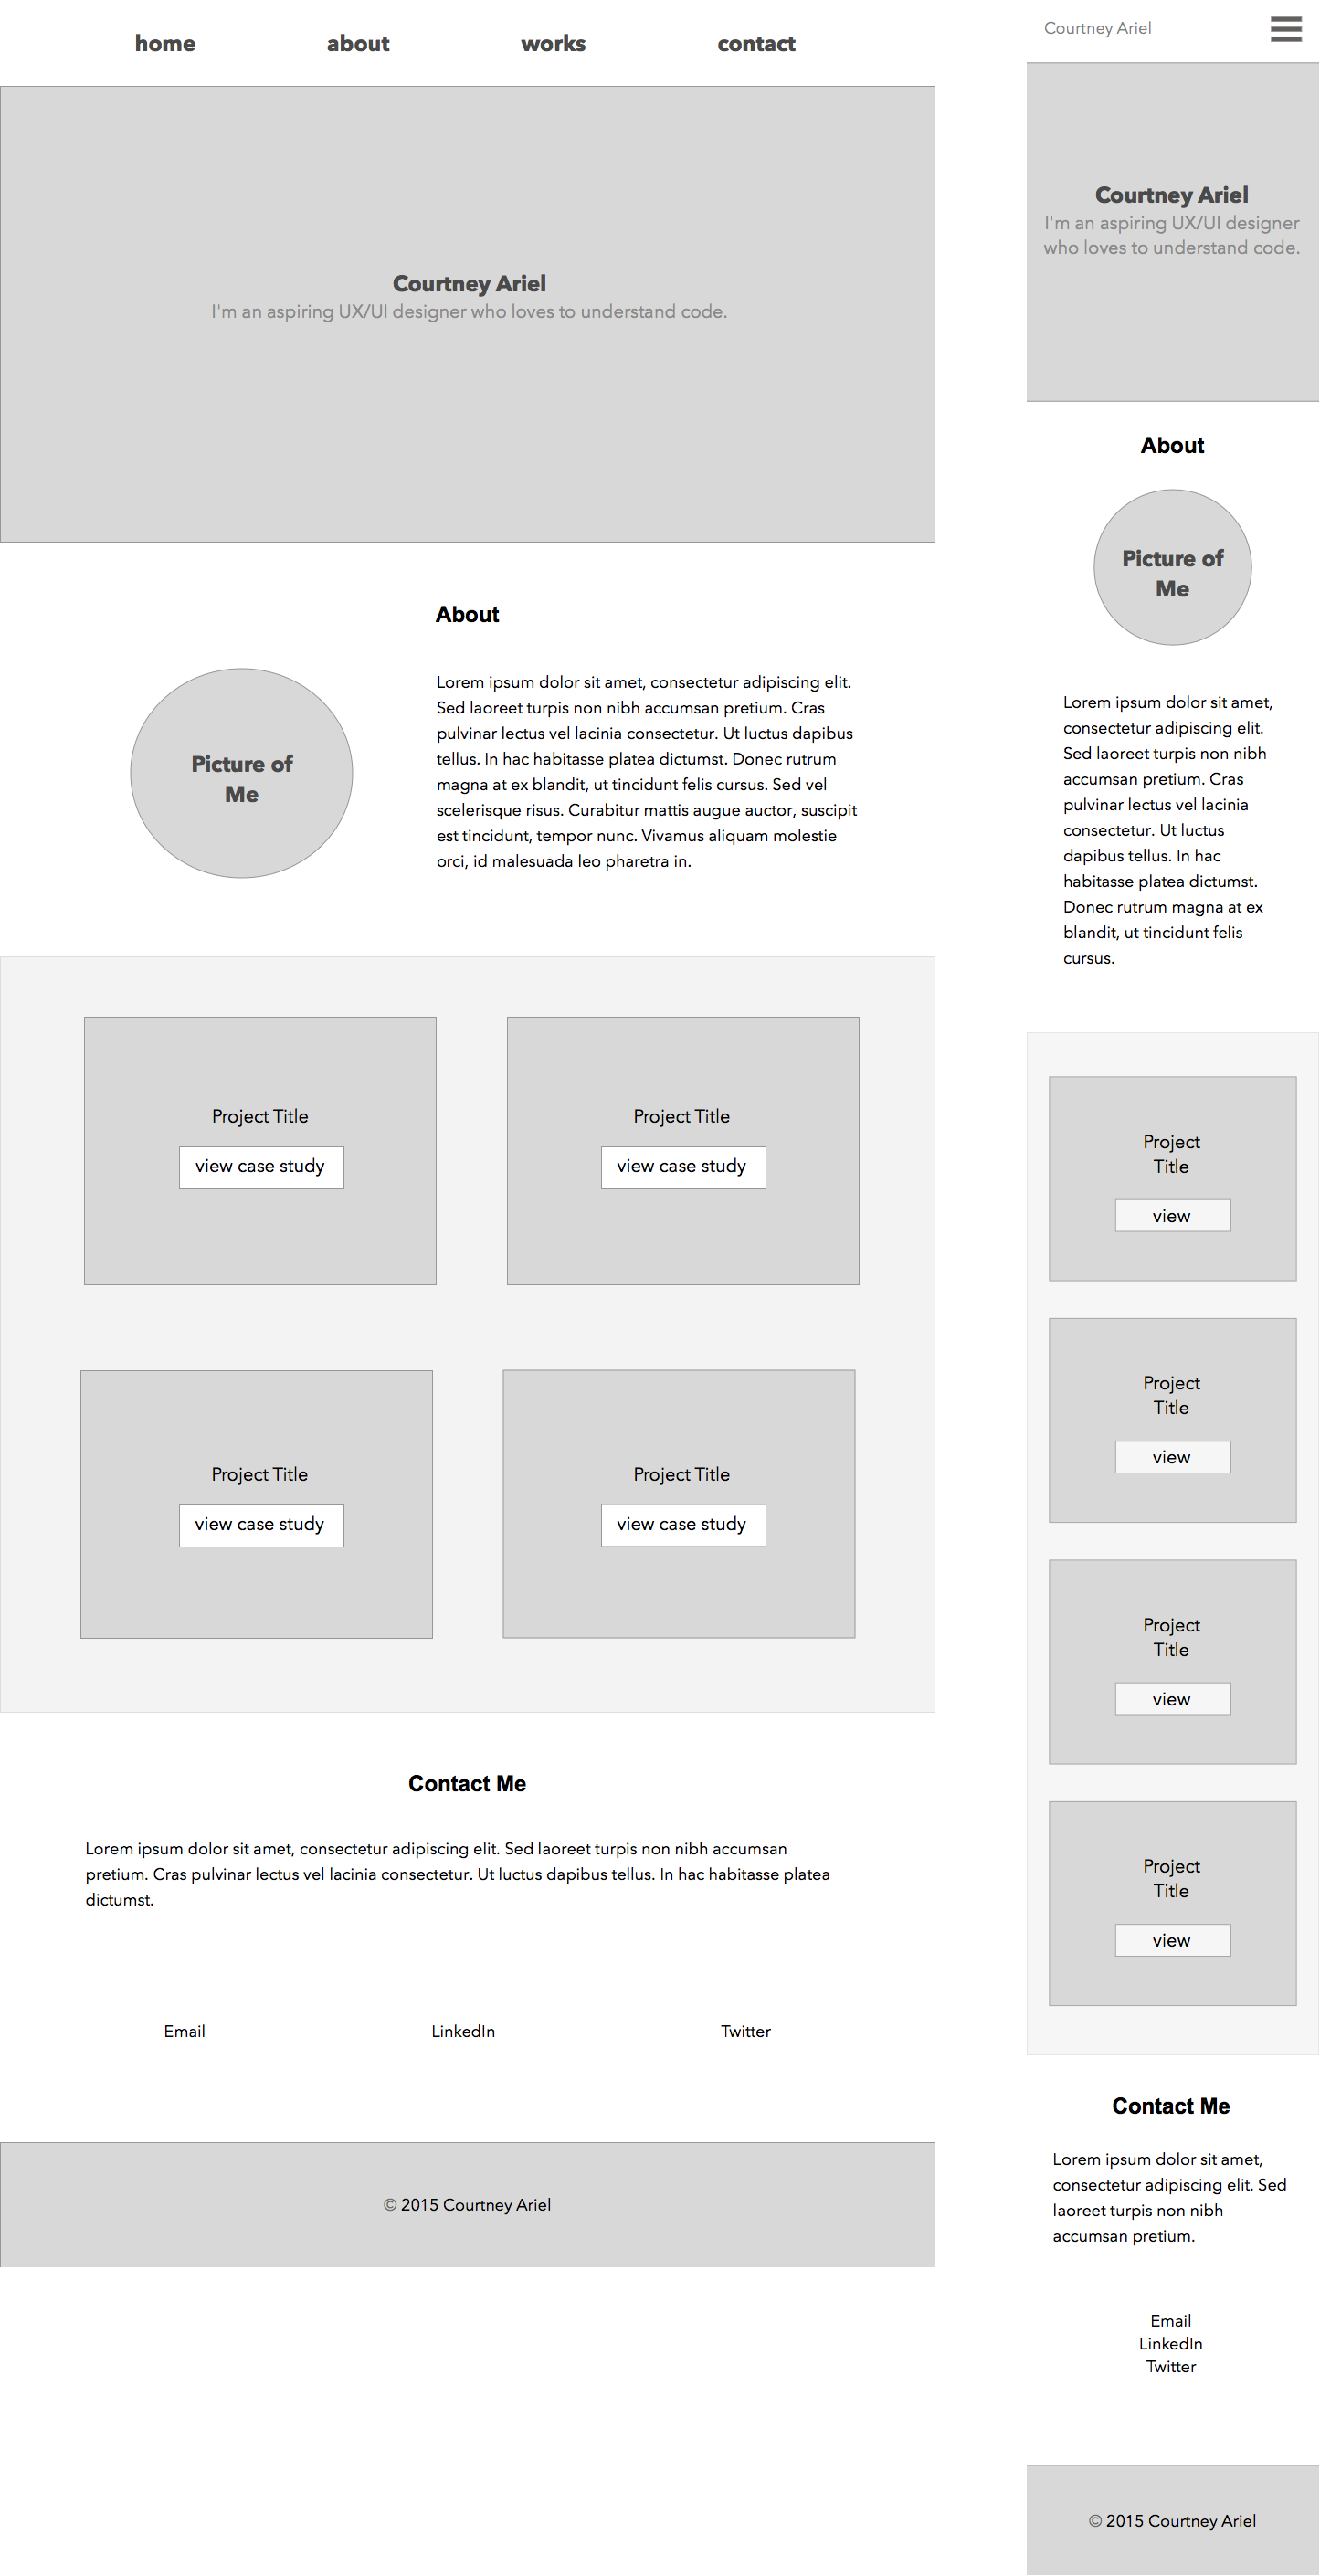 home about works contact
Courtney Ariel
I'm an aspiring UX/UI designer who loves to understand code.
About
Picture of
Me
Lorem ipsum dolor sit amet, consectetur adipiscing elit.
Sed laoreet turpis non nibh accumsan pretium. Cras
pulvinar lectus vel lacinia consectetur. Ut luctus dapibus
tellus. In hac habitasse platea dictumst. Donec rutrum
magna at ex blandit, ut tincidunt felis cursus. Sed vel
scelerisque risus. Curabitur mattis augue auctor, suscipit
est tincidunt, tempor nunc. Vivamus aliquam molestie
orci, id malesuada leo pharetra in.
Project Title
view case study
Project Title
view case study
Project Title
view case study
Project Title
view case study
Contact Me
Lorem ipsum dolor sit amet, consectetur adipiscing elit. Sed laoreet turpis non nibh accumsan
pretium. Cras pulvinar lectus vel lacinia consectetur. Ut luctus dapibus tellus. In hac habitasse platea
dictumst.
Email LinkedIn Twitter
© 2015 Courtney Ariel
Courtney Ariel
Courtney Ariel
I'm an aspiring UX/UI designer
who loves to understand code.
About
Picture of
Me
Lorem ipsum dolor sit amet,
consectetur adipiscing elit.
Sed laoreet turpis non nibh
accumsan pretium. Cras
pulvinar lectus vel lacinia
consectetur. Ut luctus
dapibus tellus. In hac
habitasse platea dictumst.
Donec rutrum magna at ex
blandit, ut tincidunt felis
cursus.
Project
Title
view
Project
Title
view
Project
Title
view
Project
Title
view
Contact Me
Lorem ipsum dolor sit amet,
consectetur adipiscing elit. Sed
laoreet turpis non nibh
accumsan pretium.
Email
LinkedIn
Twitter
© 2015 Courtney Ariel